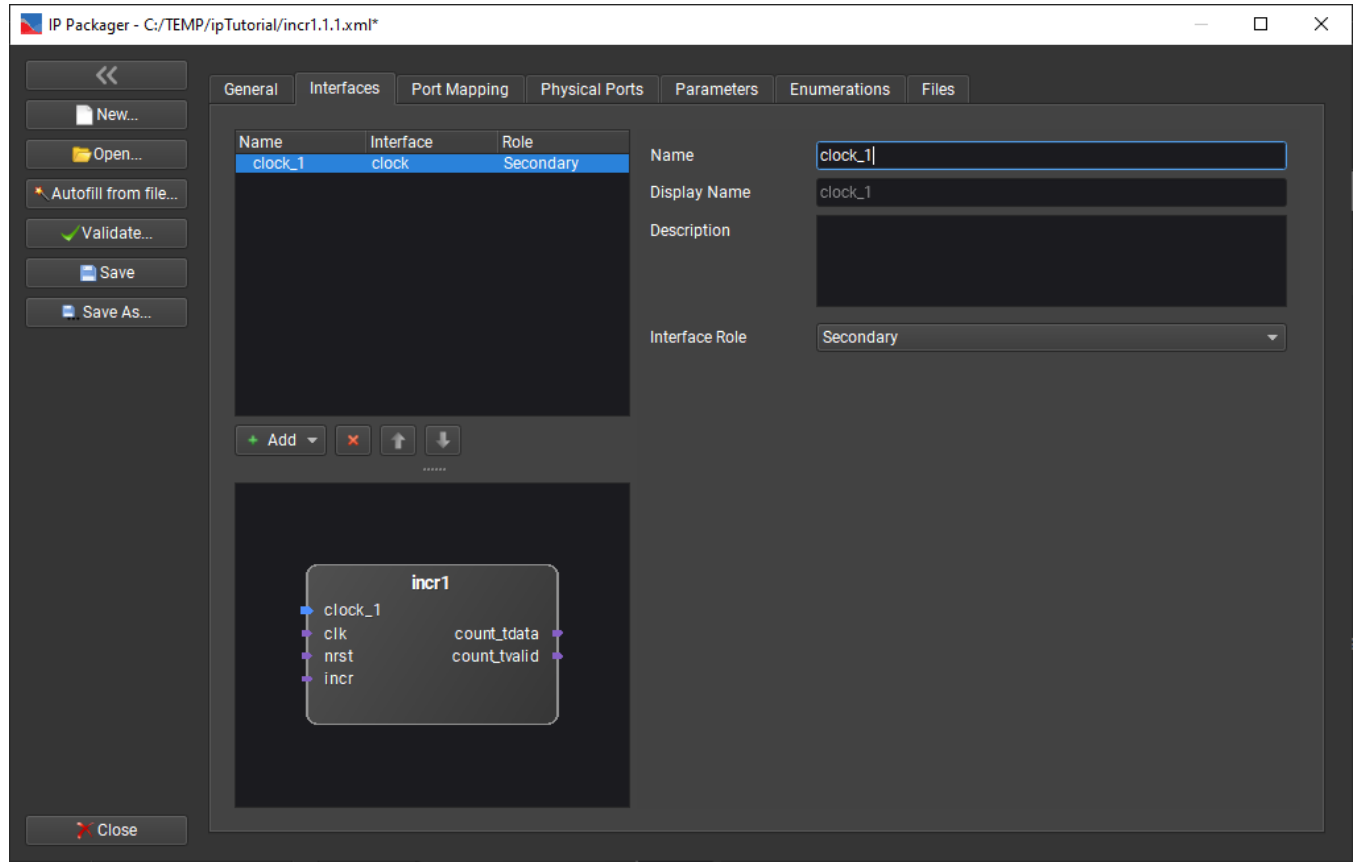 IP Packager - C:/TEMP/ipTutorial/incr1.1.1.xml*
New...
Open...
Autofill from file...
Validate...
Save
Save As...
Close
General Interfaces Port Mapping Physical Ports Parameters Enumerations Files
Name Interface Role
clock_1 clock Secondary
Add
incr1
clock_1
clk count_tdata
nrst count_tvalid
incr
Name clock_1
Display Name clock_1
Description
Interface Role Secondary